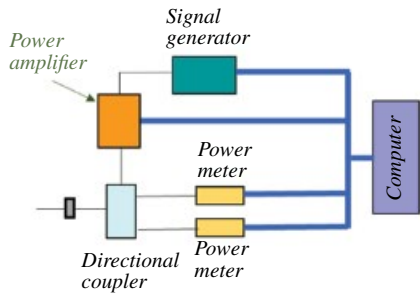 Signal
generator
Power
amplifier
Computer
Power
meter
Power
meter
Directional
coupler